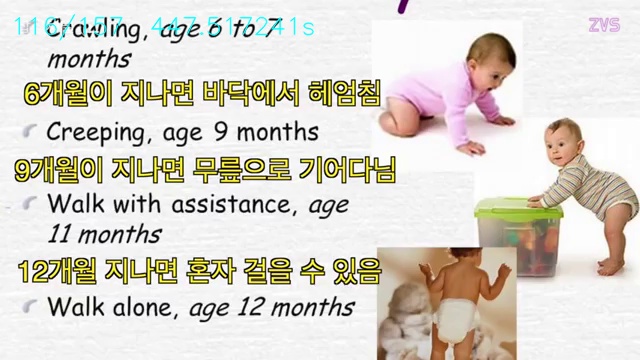 116/157 447.517241s
ZVS
Crawling, age 6 to 7
months
6개월이 지나면 바닥에서 헤엄침
Creeping, age 9 months
9개월이 지나면 무릎으로 기어다님
Walk with assistance, age
11 months
12개월 지나면 혼자 걸을 수 있음
Walk alone, age 12 months